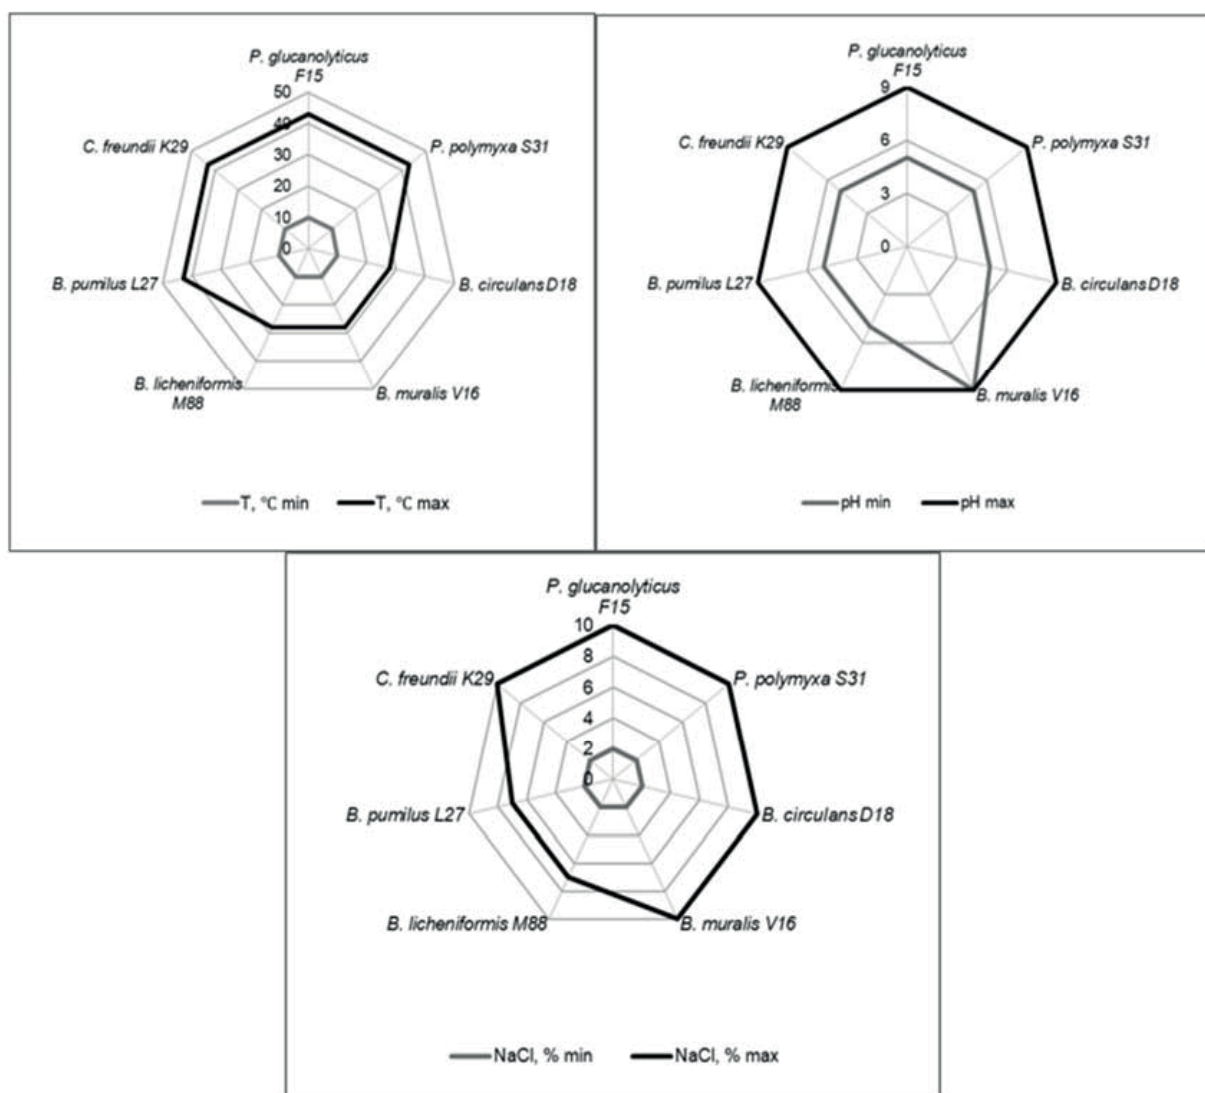 P. glucanolyticus
F15
50
40
30
20
10
0
C. freundii K29
P. polymyxa S31
B. pumilus L27
B. circulans D18
B. licheniformis
M88
B. muralis V16
T, °C min
T, °C max
P. glucanolyticus
F15
9
6
3
0
C. freundii K29
P. polymyxa S31
B. pumilus L27
B. circulans D18
B. licheniformis
M88
B. muralis V16
pH min
pH max
P. glucanolyticus
F15
10
8
6
4
2
0
C. freundii K29
P. polymyxa S31
B. pumilus L27
B. circulans D18
B. licheniformis M88
B. muralis V16
NaCl, % min
NaCl, % max